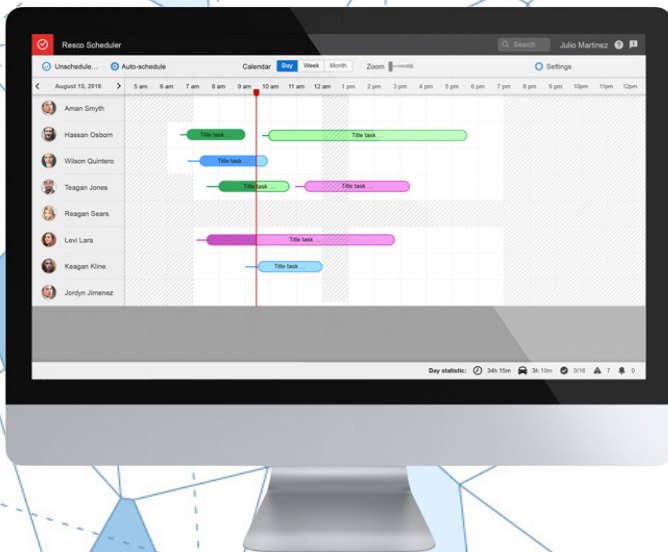 Resco Scheduler
Search
Julio Martinez
Unschedule... Auto-schedule Calendar Day Week Month Zoom Settings
August 15, 2018 5 am 6 am 7 am 8 am 9 am 10 am 11 am 12 am 1 pm 2 pm 3 pm 4 pm 5 pm 6 pm 7 pm 8 pm 9 pm 10pm 11pm 12pm
Aman Smyth
Hassan Osborn Title task ... Title task ...
Wilson Quintero Title task ...
Teagan Jones Title task ... Title task ...
Reagan Sears
Levi Lara Title task ...
Keagan Kline Title task ...
Jordyn Jimenez
Day statistic: 34h 15m 3h 10m 0/16 7 0